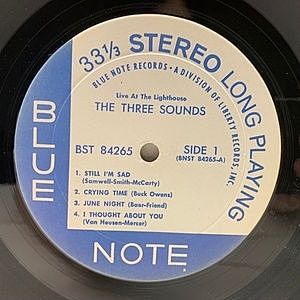 33 1/3 STEREO LONG PLAYING
BLUE NOTE RECORDS • A DIVISION OF LIBERTY RECORDS, INC.
Live At The Lighthouse
THE THREE SOUNDS
BST 84265
SIDE 1
(BNST 84265-A)
1. STILL I'M SAD
(Samwell-Smith-McCarty)
2. CRYING TIME (Buck Owens)
3. JUNE NIGHT (Baer-Friend)
4. I THOUGHT ABOUT YOU
(Van Heusen-Mercer)
BLUE
NOTE